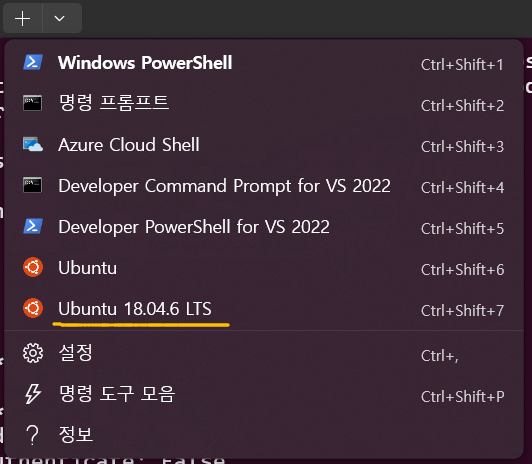 Windows PowerShell Ctrl+Shift+1
명령 프롬프트 Ctrl+Shift+2
Azure Cloud Shell Ctrl+Shift+3
Developer Command Prompt for VS 2022 Ctrl+Shift+4
Developer PowerShell for VS 2022 Ctrl+Shift+5
Ubuntu Ctrl+Shift+6
Ubuntu 18.04.6 LTS Ctrl+Shift+7
설정 Ctrl+,
명령 도구 모음 Ctrl+Shift+P
정보